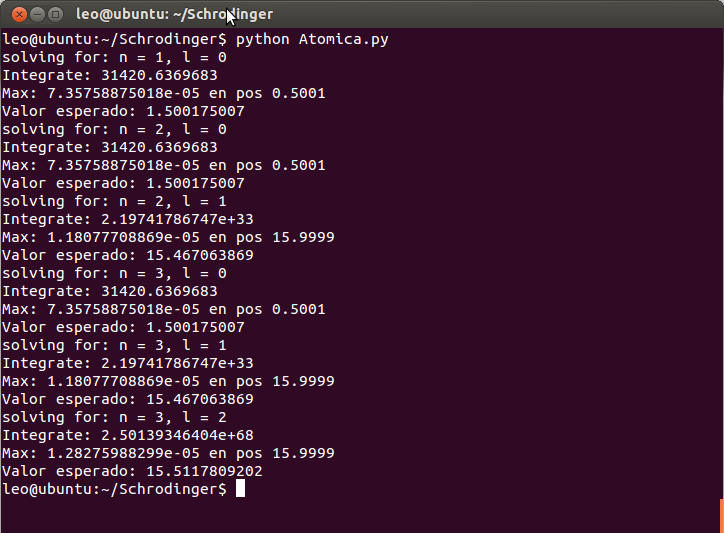 leo@ubuntu: ~/Schrodinger
leo@ubuntu:~/Schrodinger$ python Atomica.py
solving for: n = 1, l = 0
Integrate: 31420.6369683
Max: 7.35758875018e-05 en pos 0.5001
Valor esperado: 1.500175007
solving for: n = 2, l = 0
Integrate: 31420.6369683
Max: 7.35758875018e-05 en pos 0.5001
Valor esperado: 1.500175007
solving for: n = 2, l = 1
Integrate: 2.19741786747e+33
Max: 1.18077708869e-05 en pos 15.9999
Valor esperado: 15.467063869
solving for: n = 3, l = 0
Integrate: 31420.6369683
Max: 7.35758875018e-05 en pos 0.5001
Valor esperado: 1.500175007
solving for: n = 3, l = 1
Integrate: 2.19741786747e+33
Max: 1.18077708869e-05 en pos 15.9999
Valor esperado: 15.467063869
solving for: n = 3, l = 2
Integrate: 2.50139346404e+68
Max: 1.28275988299e-05 en pos 15.9999
Valor esperado: 15.5117809202
leo@ubuntu:~/Schrodinger$